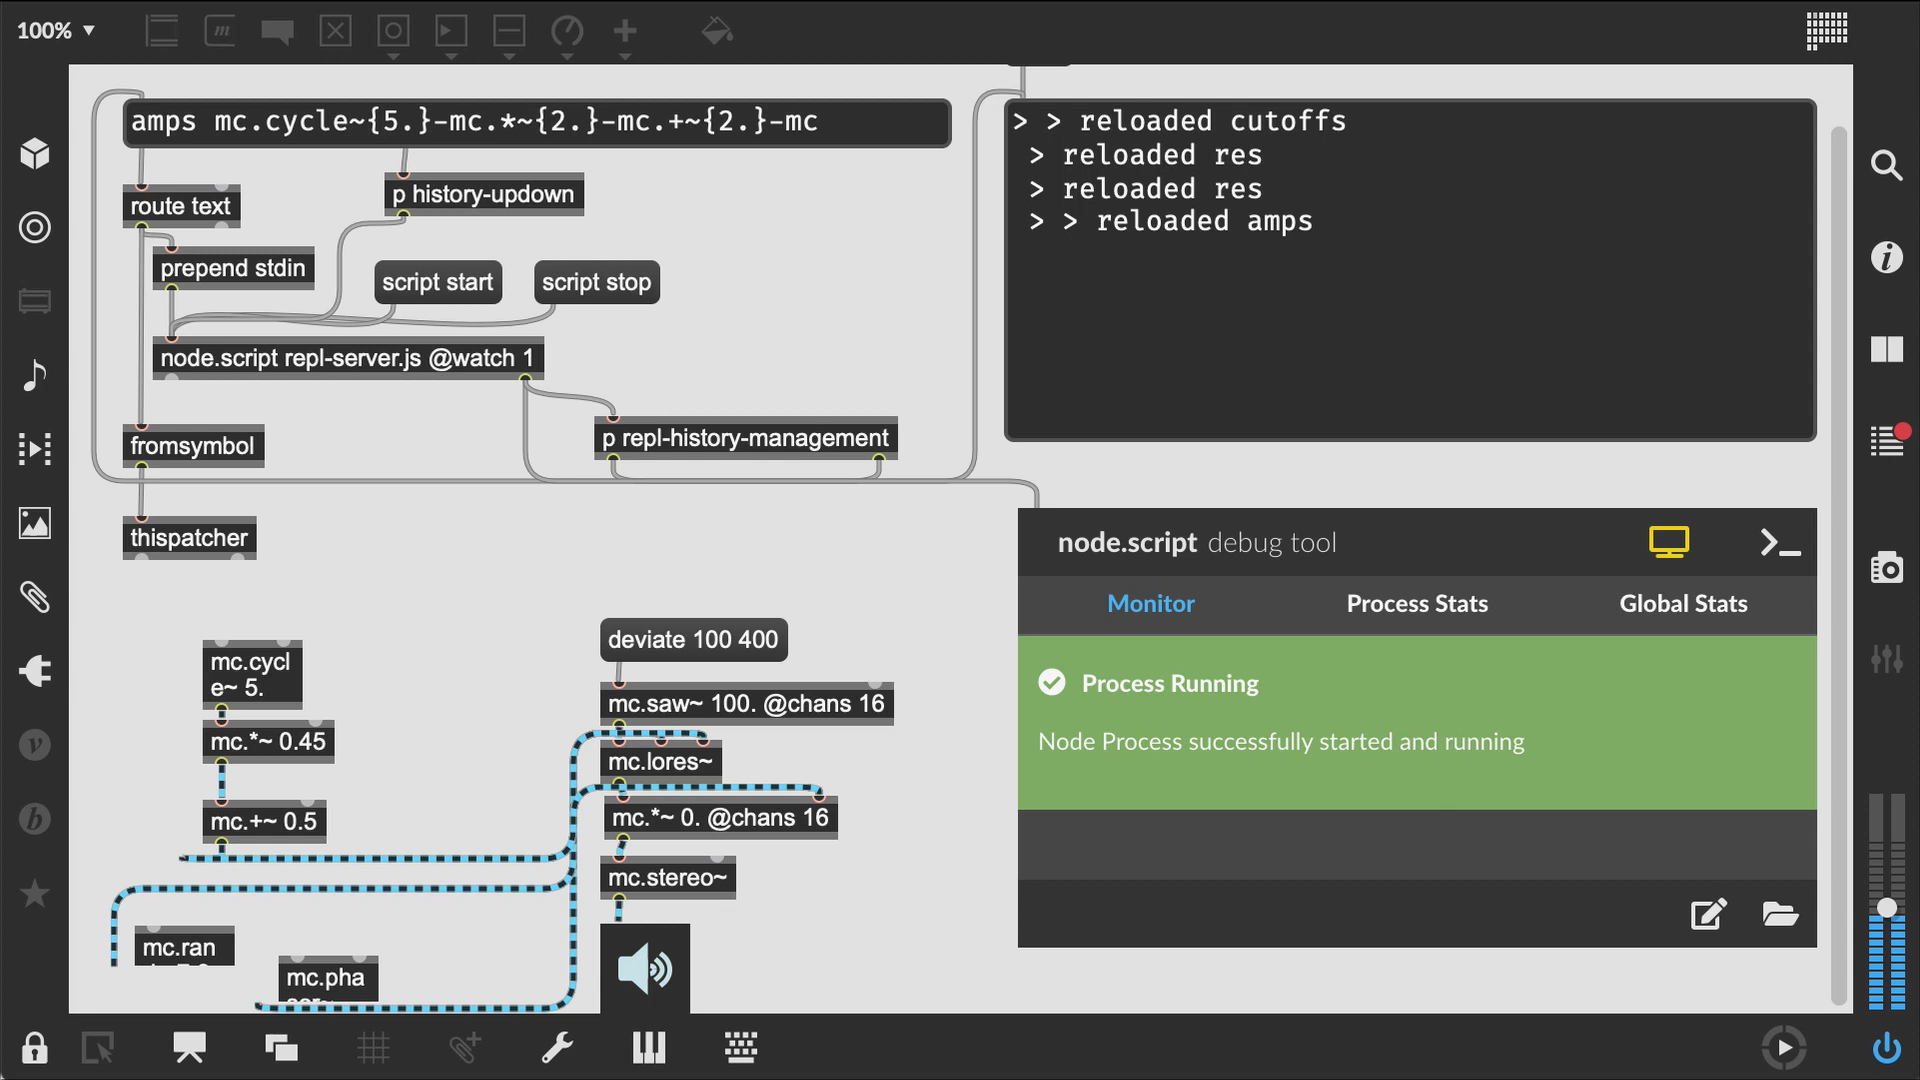 100%
amps mc.cycle~{5.}-mc.*~{2.}-mc.+~{2.}-mc
route text
p history-updown
prepend stdin
script start
script stop
node.script repl-server.js @watch 1
p repl-history-management
fromsymbol
thispatcher
> > reloaded cutoffs
> reloaded res
> reloaded res
> > reloaded amps
node.script debug tool
Monitor
Process Stats
Global Stats
Process Running
Node Process successfully started and running
mc.cycl
e~ 5.
mc.*~ 0.45
mc.+~ 0.5
mc.ran
mc.pha
deviate 100 400
mc.saw~ 100. @chans 16
mc.lores~
mc.*~ 0. @chans 16
mc.stereo~